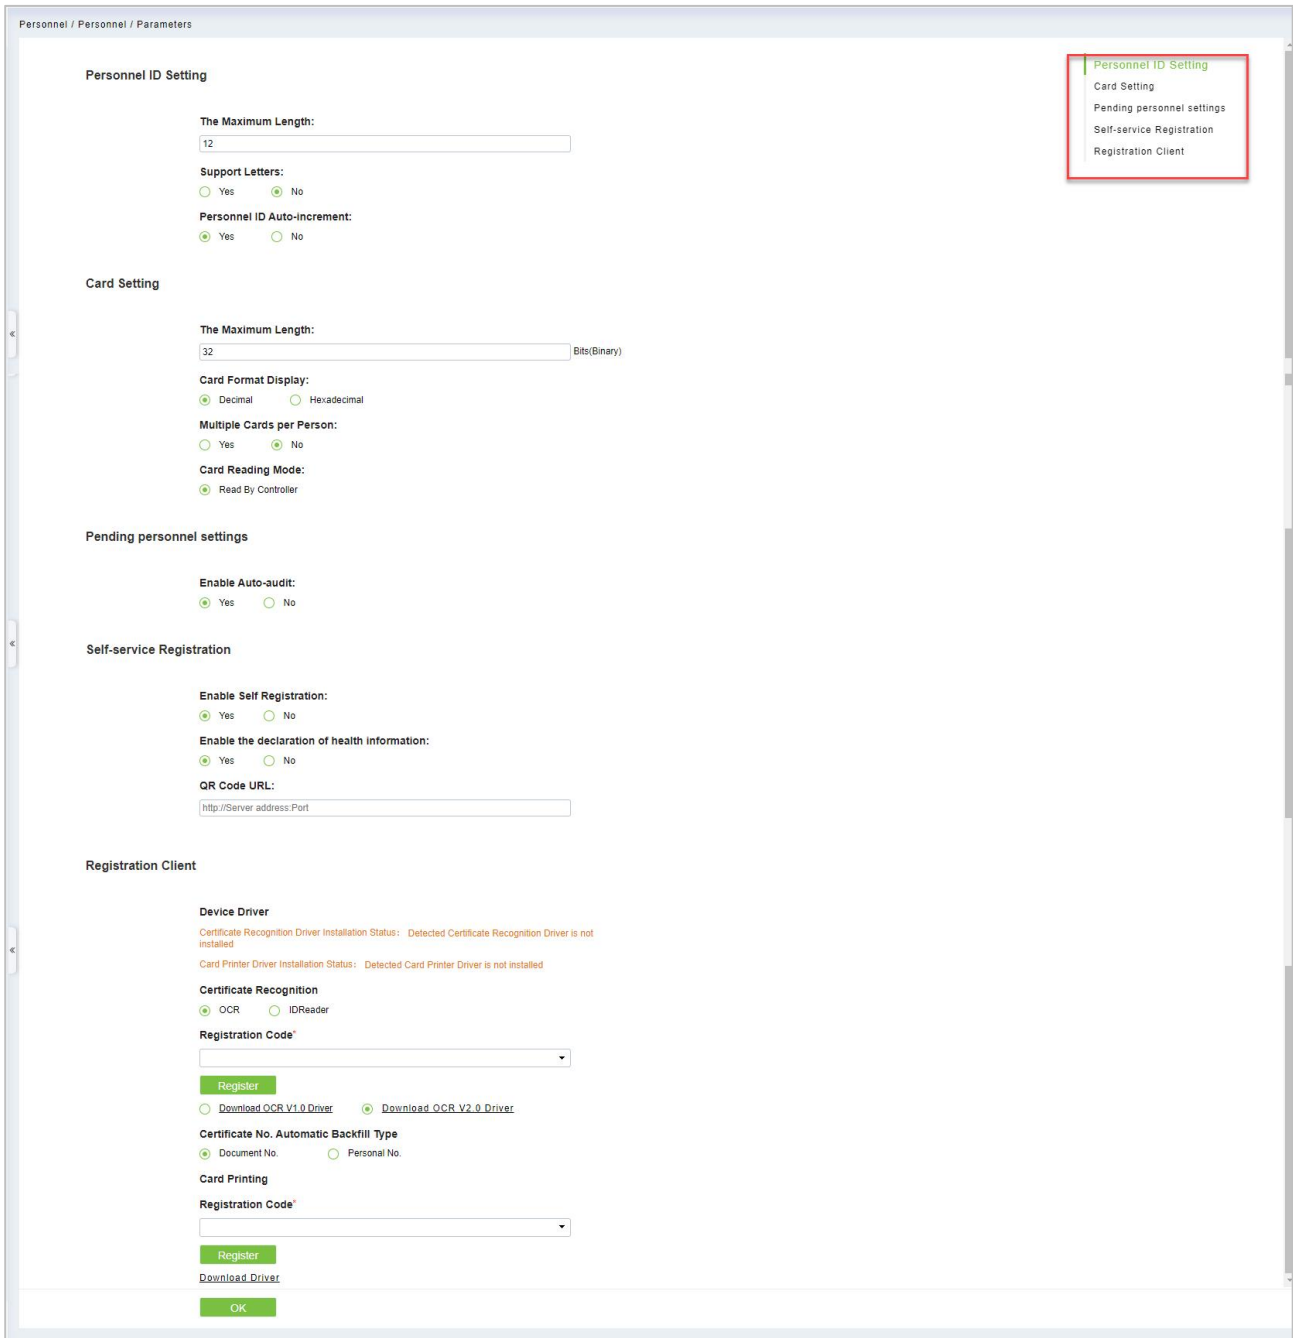 Personnel / Personnel / Parameters
Personnel ID Setting
Card Setting
Pending personnel settings
Self-service Registration
Registration Client
Personnel ID Setting
The Maximum Length:
12
Support Letters:
Yes No
Personnel ID Auto-increment:
Yes No
Card Setting
The Maximum Length:
32 Bits(Binary)
Card Format Display:
Decimal Hexadecimal
Multiple Cards per Person:
Yes No
Card Reading Mode:
Read By Controller
Pending personnel settings
Enable Auto-audit:
Yes No
Self-service Registration
Enable Self Registration:
Yes No
Enable the declaration of health information:
Yes No
QR Code URL:
http://Server address:Port
Registration Client
Device Driver
Certificate Recognition Driver Installation Status： Detected Certificate Recognition Driver is not
installed
Card Printer Driver Installation Status： Detected Card Printer Driver is not installed
Certificate Recognition
OCR IDReader
Registration Code*
Register
Download OCR V1.0 Driver Download OCR V2.0 Driver
Certificate No. Automatic Backfill Type
Document No. Personal No.
Card Printing
Registration Code*
Register
Download Driver
OK